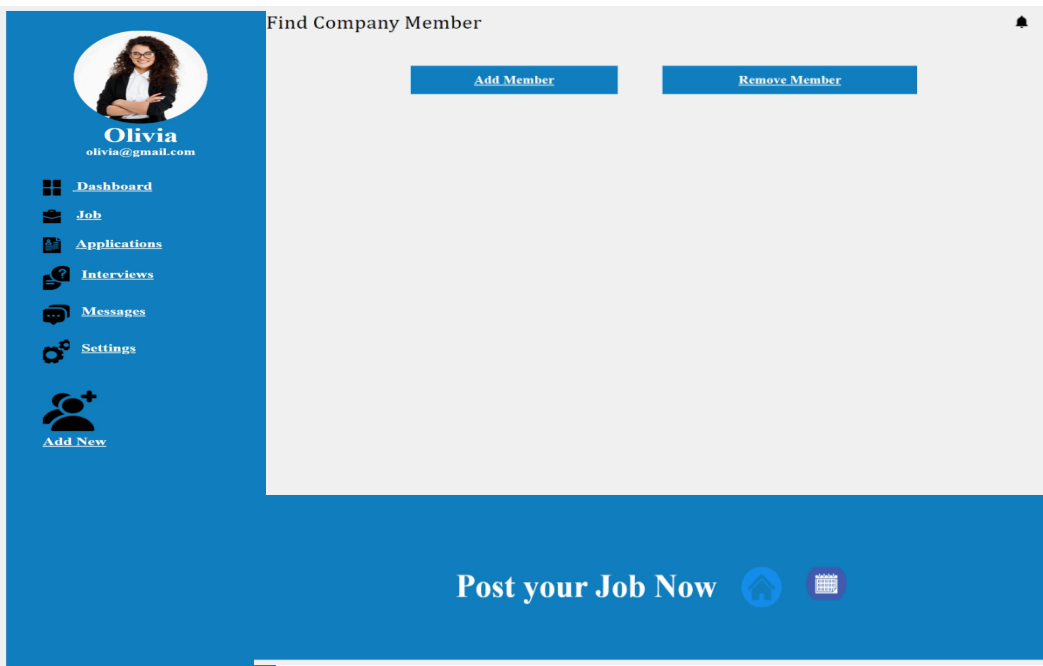 Find Company Member
Add Member
Remove Member
Olivia
olivia@gmail.com
Dashboard
Job
Applications
Interviews
Messages
Settings
Add New
Post your Job Now